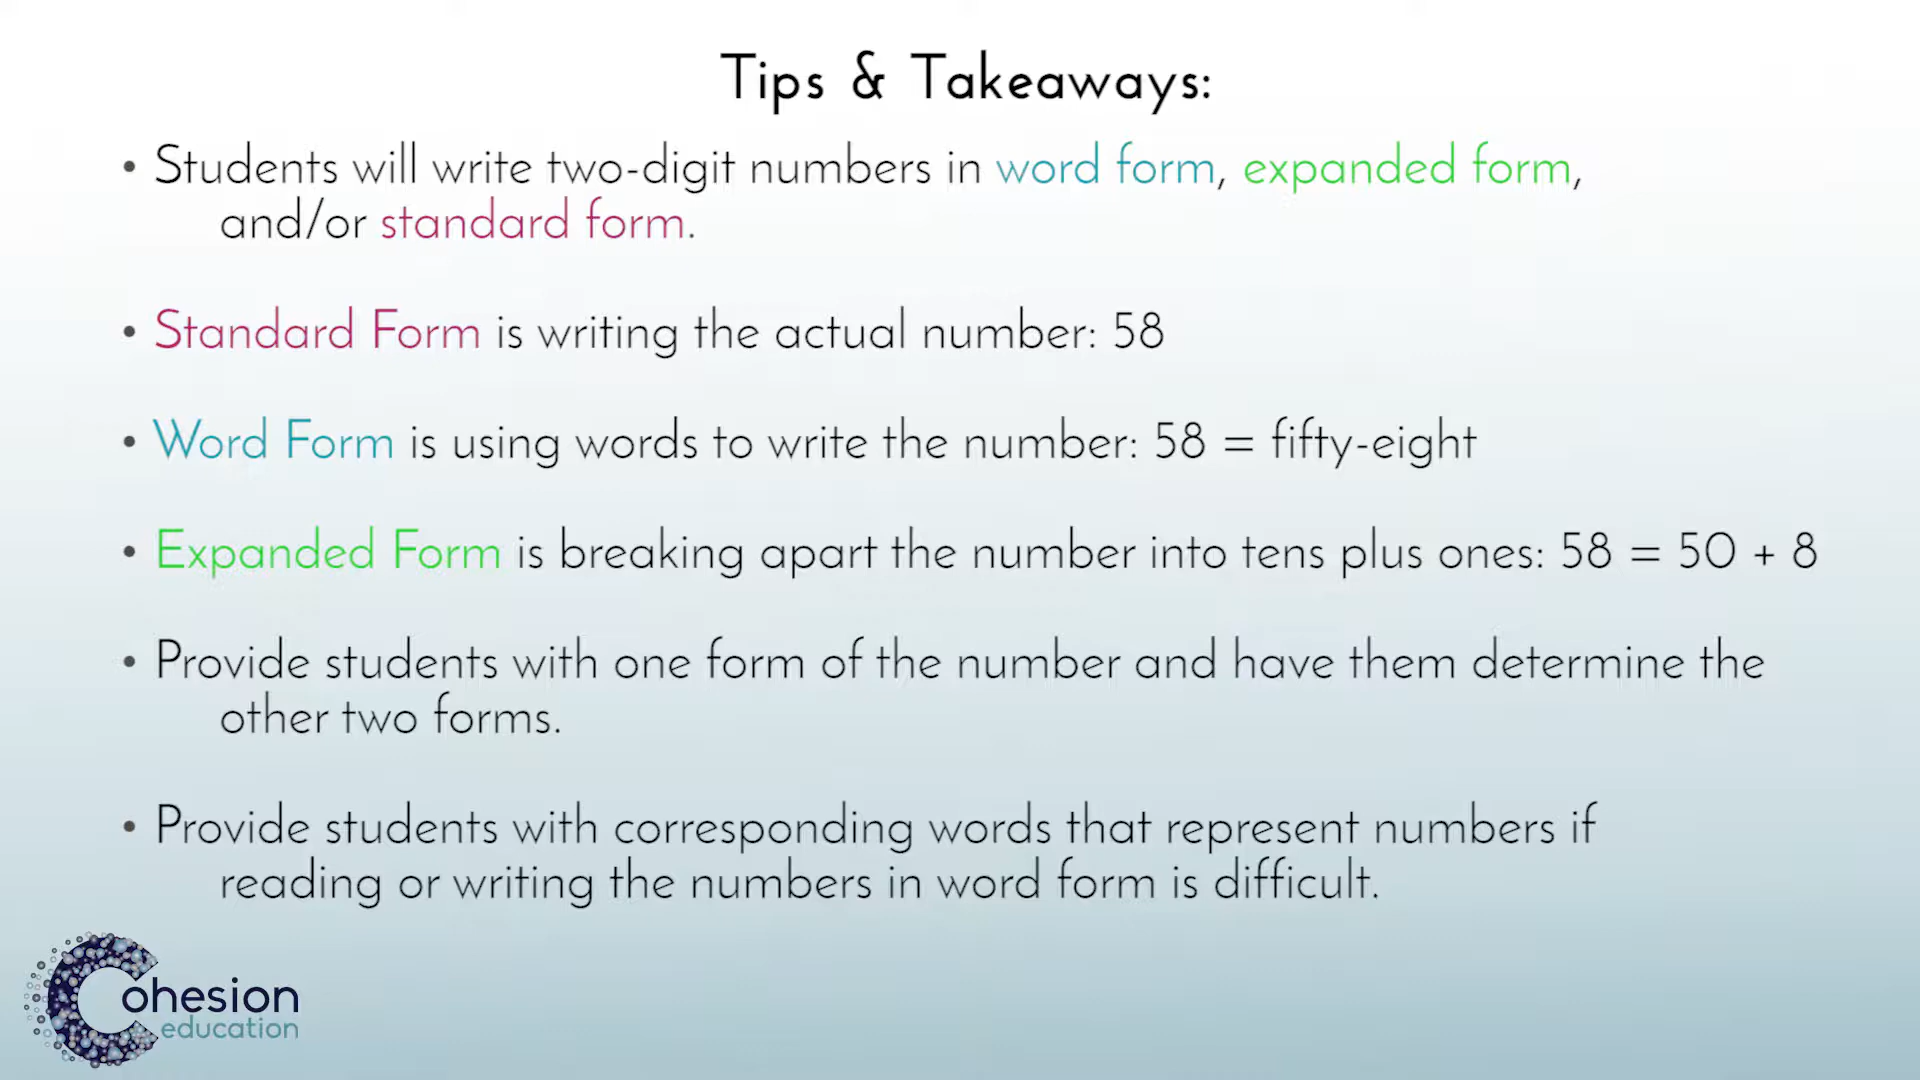 Tips & Takeaways:
• Students will write two-digit numbers in word form, expanded form,
and/or standard form.
• Standard Form is writing the actual number: 58
• Word Form is using words to write the number: 58 = fifty-eight
• Expanded Form is breaking apart the number into tens plus ones: 58 = 50 + 8
• Provide students with one form of the number and have them determine the
other two forms.
• Provide students with corresponding words that represent numbers if
reading or writing the numbers in word form is difficult.
Cohesion
education